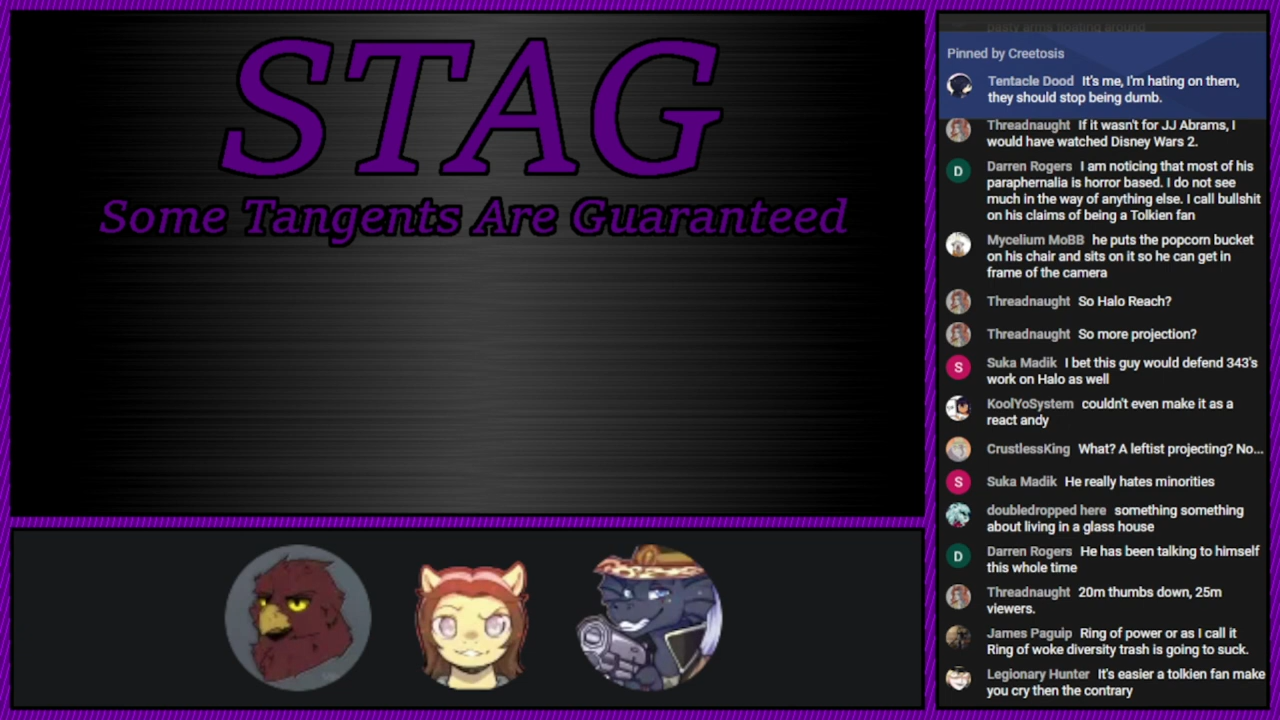 STAG
Some Tangents Are Guaranteed
patty arms floating around
Pinned by Creetosis
Tentacle Dood It's me, I'm hating on them,
they should stop being dumb.
Threadnaught If it wasn't for JJ Abrams, I
would have watched Disney Wars 2.
D
Darren Rogers I am noticing that most of his
paraphernalia is horror based. I do not see
much in the way of anything else. I call bullshit
on his claims of being a Tolkien fan
Mycelium MoBB he puts the popcorn bucket
on his chair and sits on it so he can get in
frame of the camera
Threadnaught So Halo Reach?
Threadnaught So more projection?
S
Suka Madik I bet this guy would defend 343's
work on Halo as well
KoolYoSystem couldn't even make it as a
react andy
CrustlessKing What? A leftist projecting? No...
S
Suka Madik He really hates minorities
doubledropped here something something
about living in a glass house
D
Darren Rogers He has been talking to himself
this whole time
Threadnaught 20m thumbs down, 25m
viewers.
James Paguip Ring of power or as I call it
Ring of woke diversity trash is going to suck.
Legionary Hunter It's easier a tolkien fan make
you cry then the contrary